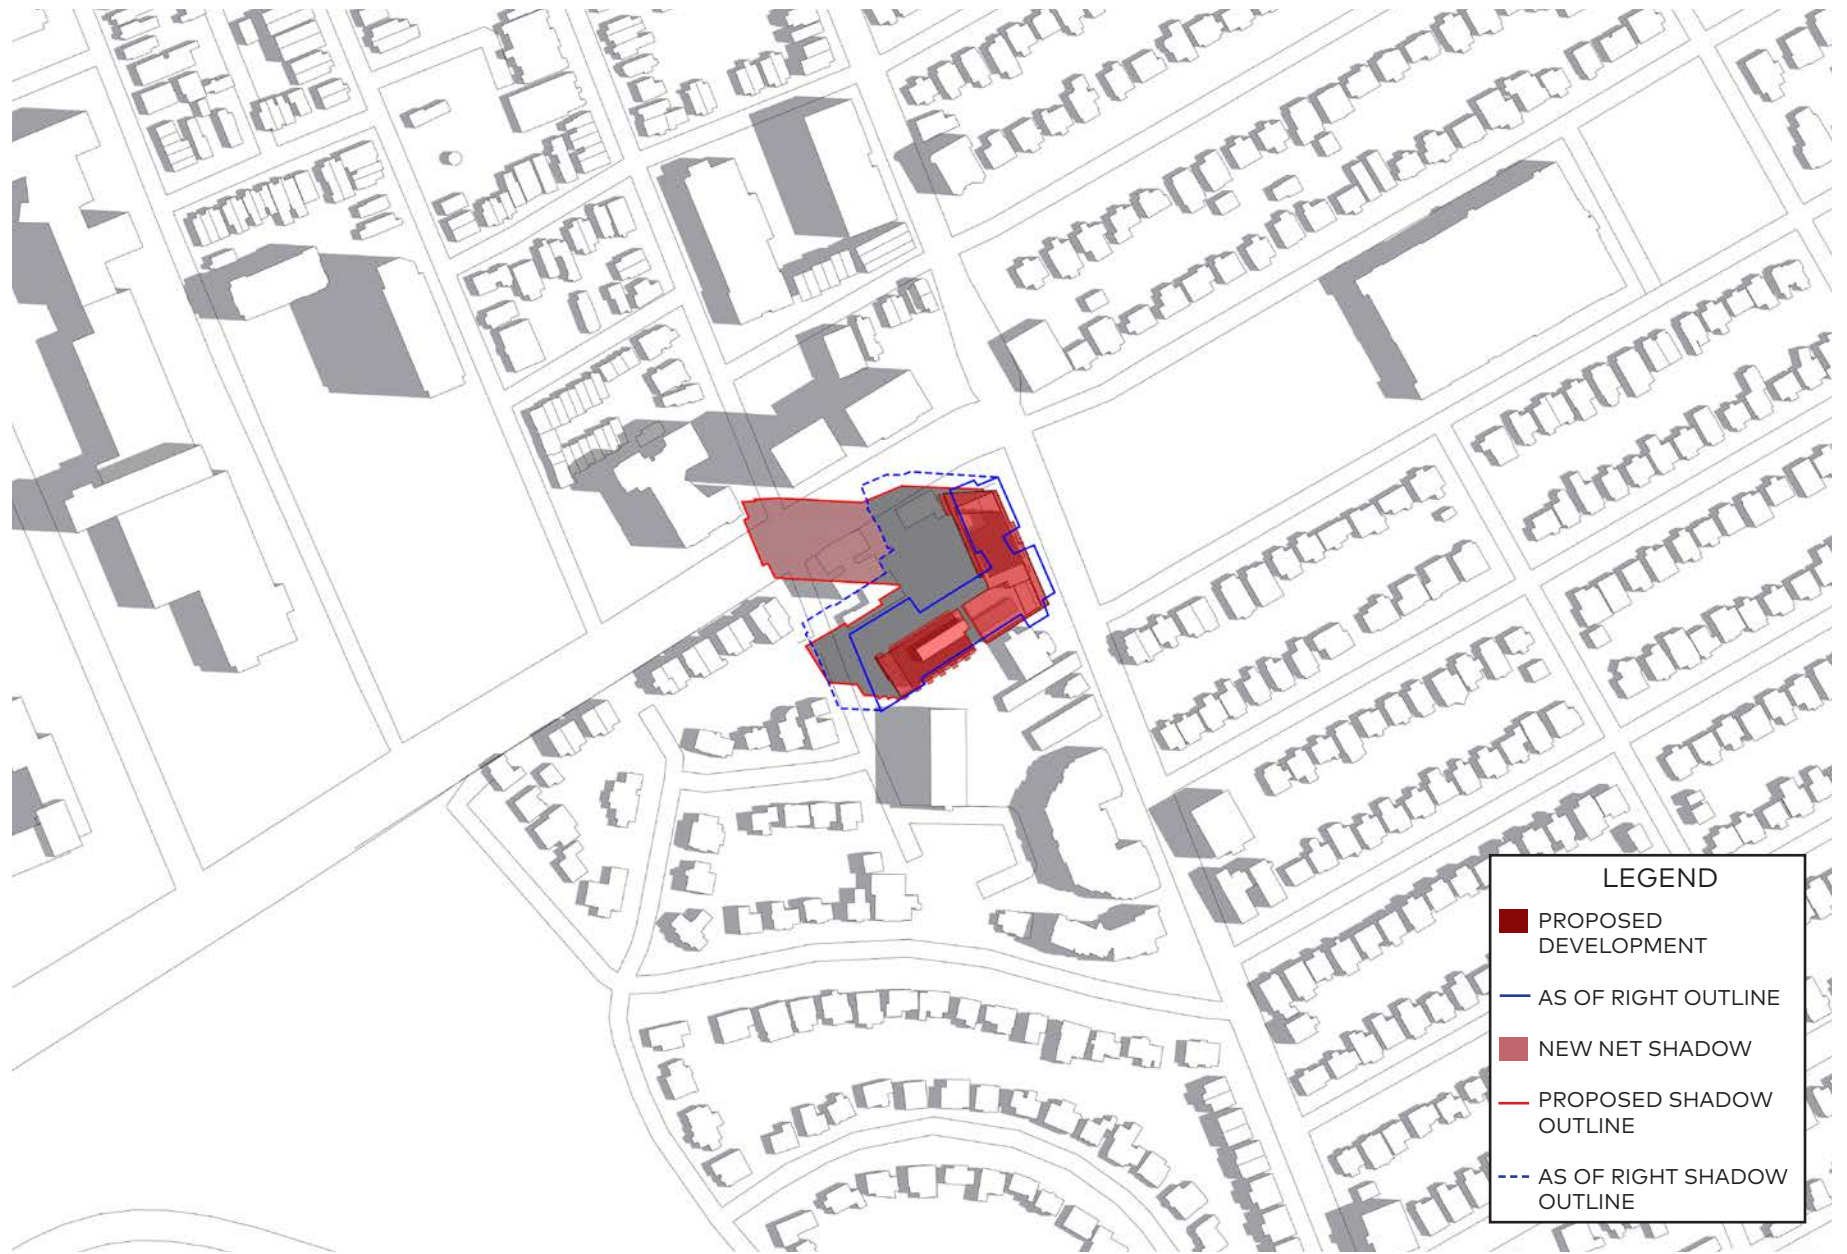 LEGEND
PROPOSED
DEVELOPMENT
AS OF RIGHT OUTLINE
NEW NET SHADOW
PROPOSED SHADOW
OUTLINE
AS OF RIGHT SHADOW
OUTLINE